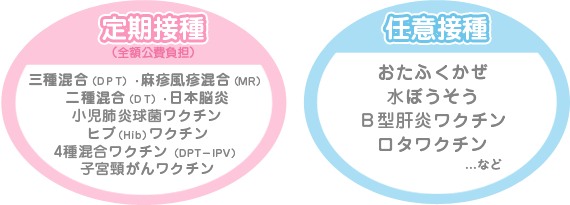 定期接種
（全額公費負担）
三種混合（DPT）・麻疹風疹混合（MR）
二種混合（DT）・日本脳炎
小児肺炎球菌ワクチン
ヒブ（Hib）ワクチン
4種混合ワクチン（DPT－IPV）
子宮頸がんワクチン
任意接種
おたふくかぜ
水ぼうそう
Ｂ型肝炎ワクチン
ロタワクチン
…など